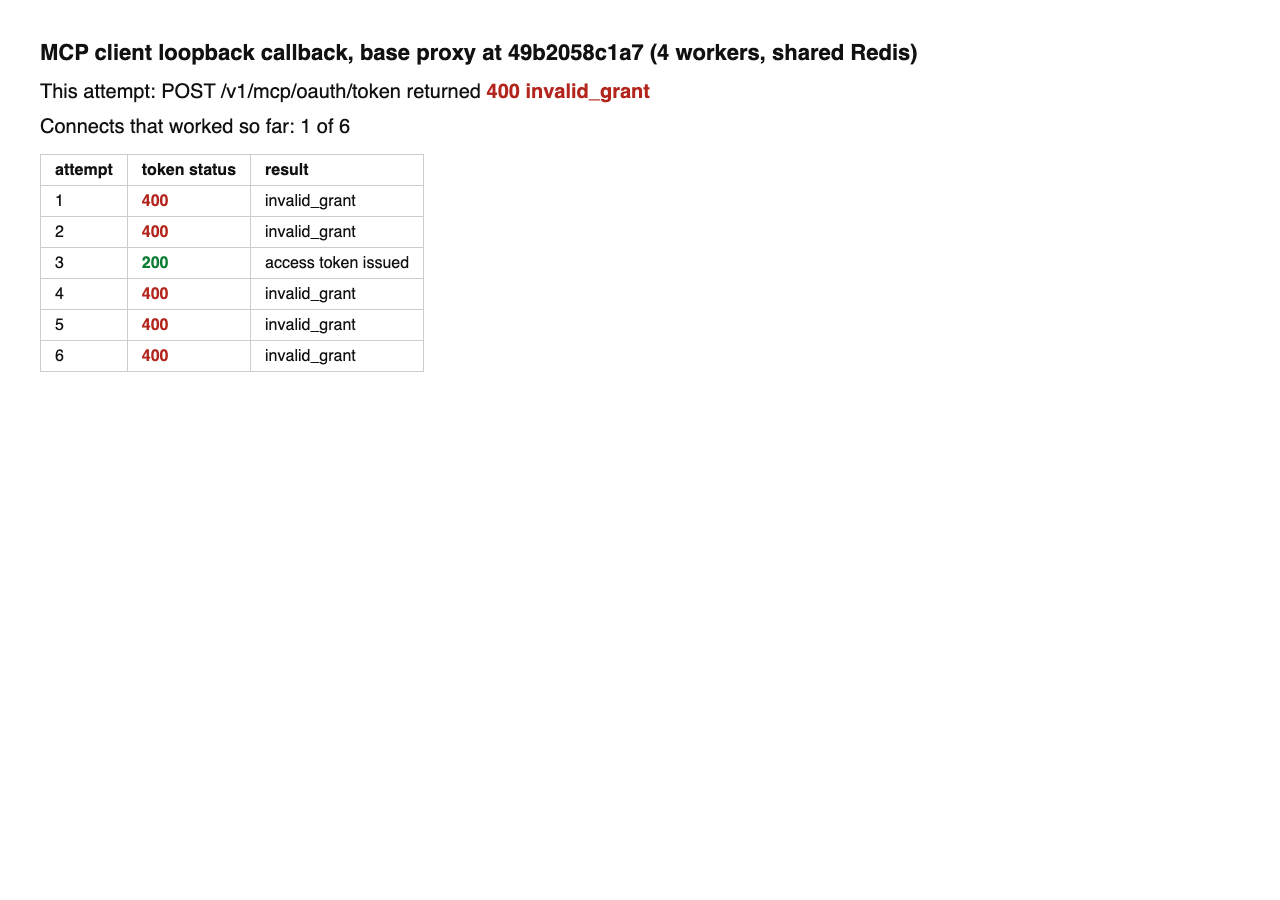 MCP client loopback callback, base proxy at 49b2058c1a7 (4 workers, shared Redis)
This attempt: POST /v1/mcp/oauth/token returned 400 invalid_grant
Connects that worked so far: 1 of 6
attempt token status result
1 400 invalid_grant
2 400 invalid_grant
3 200 access token issued
4 400 invalid_grant
5 400 invalid_grant
6 400 invalid_grant